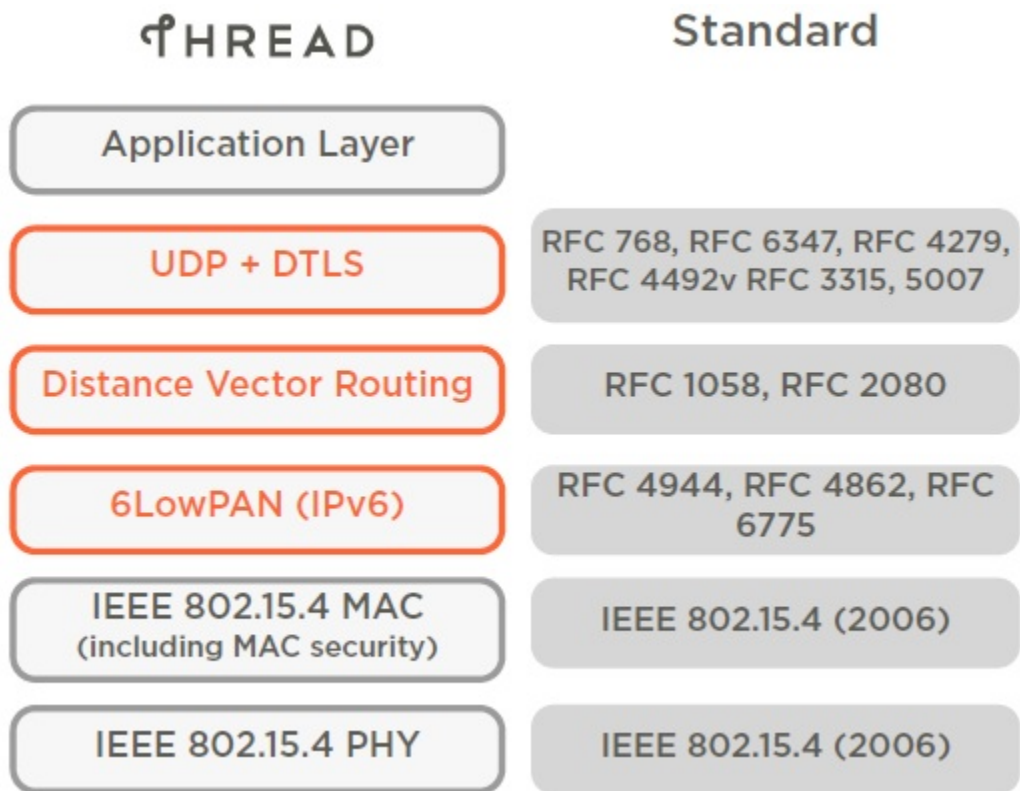 THREAD
Standard
Application Layer
UDP + DTLS
RFC 768, RFC 6347, RFC 4279,
RFC 4492v RFC 3315, 5007
Distance Vector Routing
RFC 1058, RFC 2080
6LowPAN (IPv6)
RFC 4944, RFC 4862, RFC
6775
IEEE 802.15.4 MAC
(including MAC security)
IEEE 802.15.4 (2006)
IEEE 802.15.4 PHY
IEEE 802.15.4 (2006)